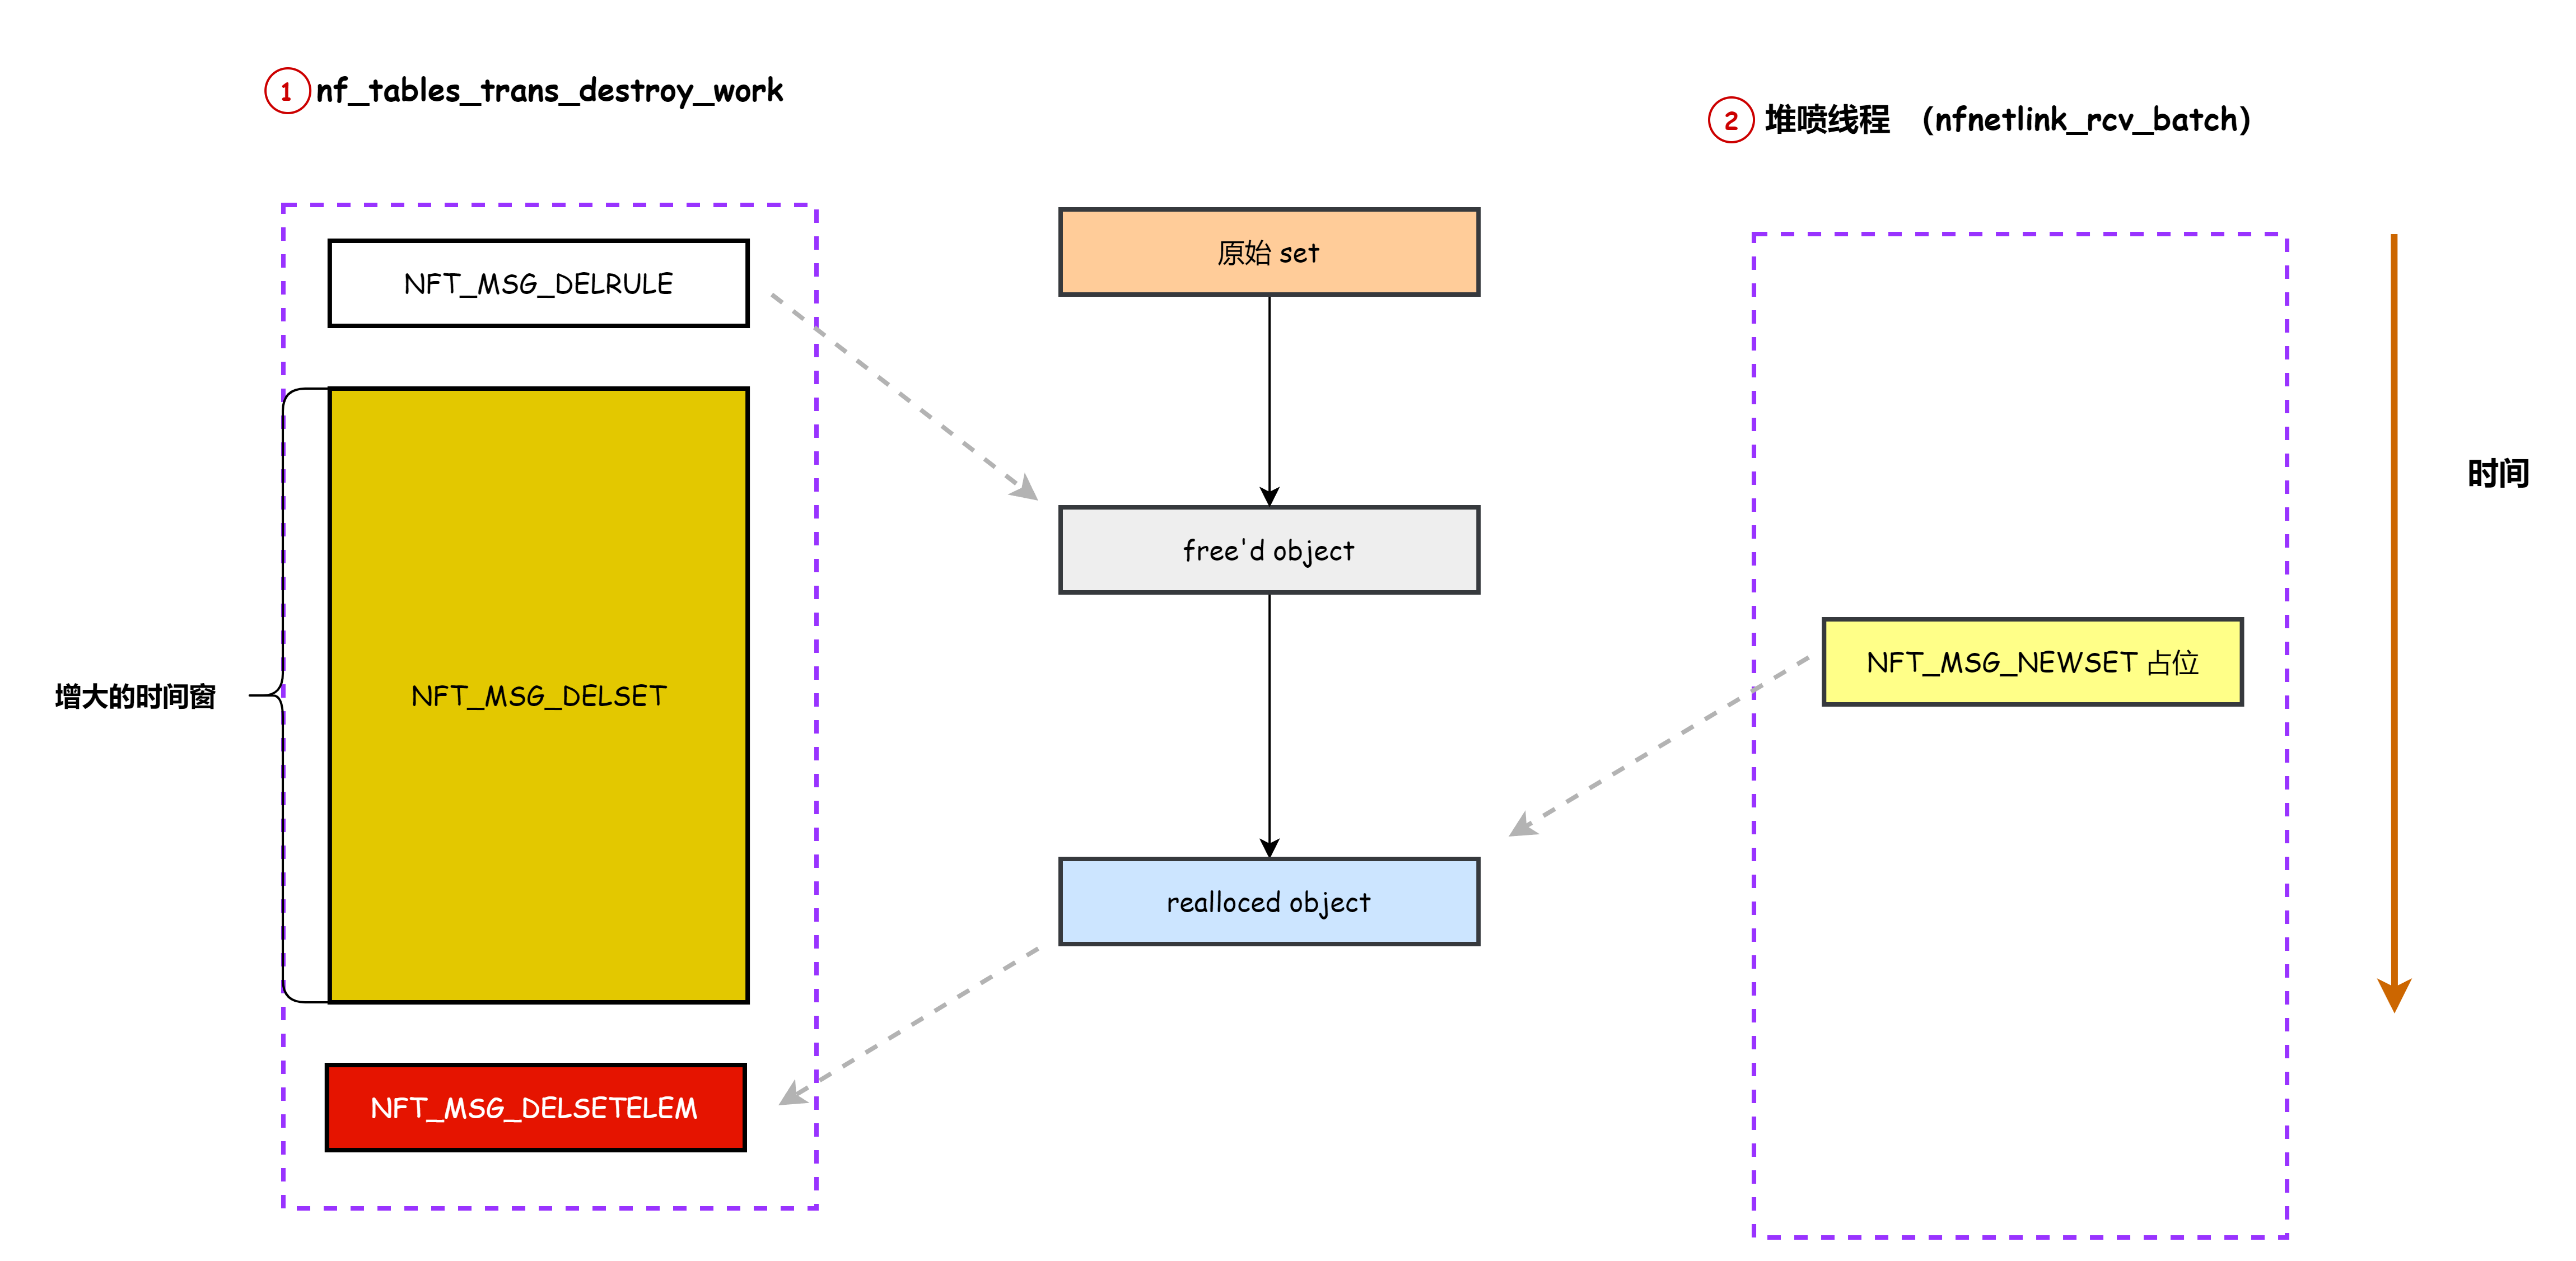 1 nf_tables_trans_destroy_work
2 堆喷线程 (nfnetlink_rcv_batch)
NFT_MSG_DELRULE
原始 set
时间
free'd object
增大的时间窗
NFT_MSG_DELSET
NFT_MSG_NEWSET 占位
realloced object
NFT_MSG_DELSETELEM